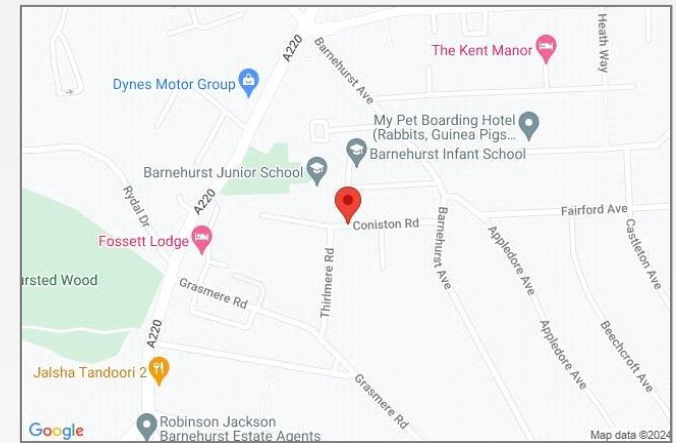 A220
Barnehurst Ave
The Kent Manor
Heath Way
Dynes Motor Group
My Pet Boarding Hotel
(Rabbits, Guinea Pigs...
Barnehurst Infant School
Barnehurst Junior School
Rydal Dr
A220
Fossett Lodge
Coniston Rd
Fairford Ave
Barnehurst Ave
Appledore Ave
Castleton Ave
Thirlmere Rd
ursted Wood
Grasmere Rd
A220
Appledore Ave
Beechcroft Ave
Jalsha Tandoori 2
Grasmere Rd
Google
Robinson Jackson
Barnehurst Estate Agents
Map data ©2024